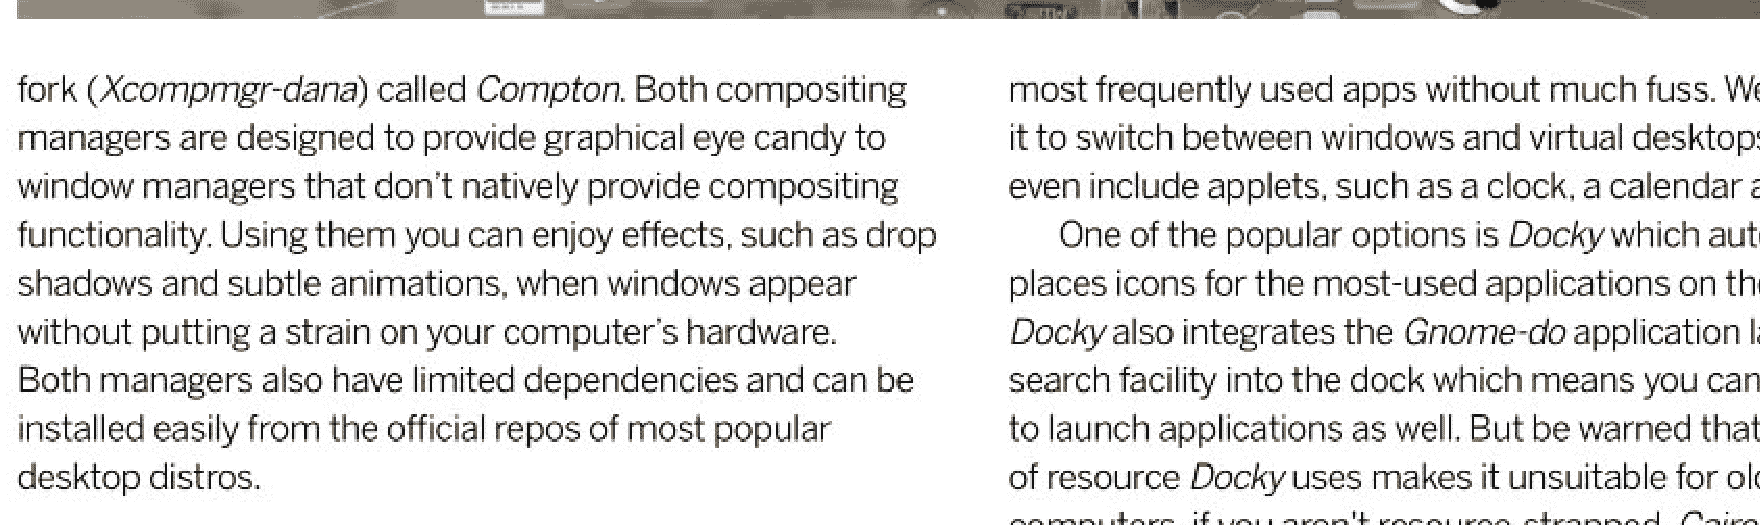 fork (Xcompmgr-dana) called Compton. Both compositing
managers are designed to provide graphical eye candy to
window managers that don't natively provide compositing
functionality. Using them you can enjoy effects, such as drop
shadows and subtle animations, when windows appear
without putting a strain on your computer's hardware.
Both managers also have limited dependencies and can be
installed easily from the official repos of most popular
desktop distros.
most frequently used apps without much fuss.
it to switch between windows and virtual
even include applets, such as a clock, a calendar
One of the popular options is Docky which
places icons for the most-used applications on
Docky also integrates the Gnome-do application
search facility into the dock which means you can
to launch applications as well. But be warned that
of resource Docky uses makes it unsuitable for